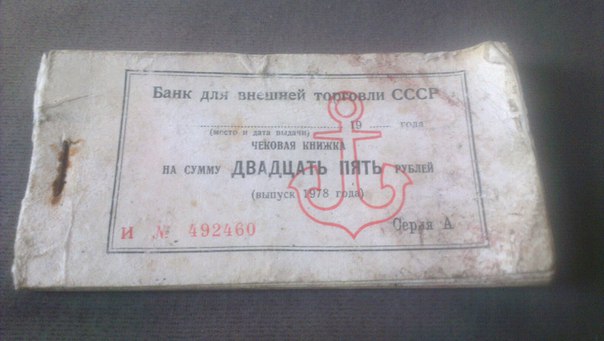 Банк для внешней торговли СССР
19 года
(место и дата выдачи)
ЧЕКОВАЯ КНИЖКА
НА СУММУ ДВАДЦАТЬ ПЯТЬ РУБЛЕЙ
(выпуск 1978 года)
И № 492460 Серия А